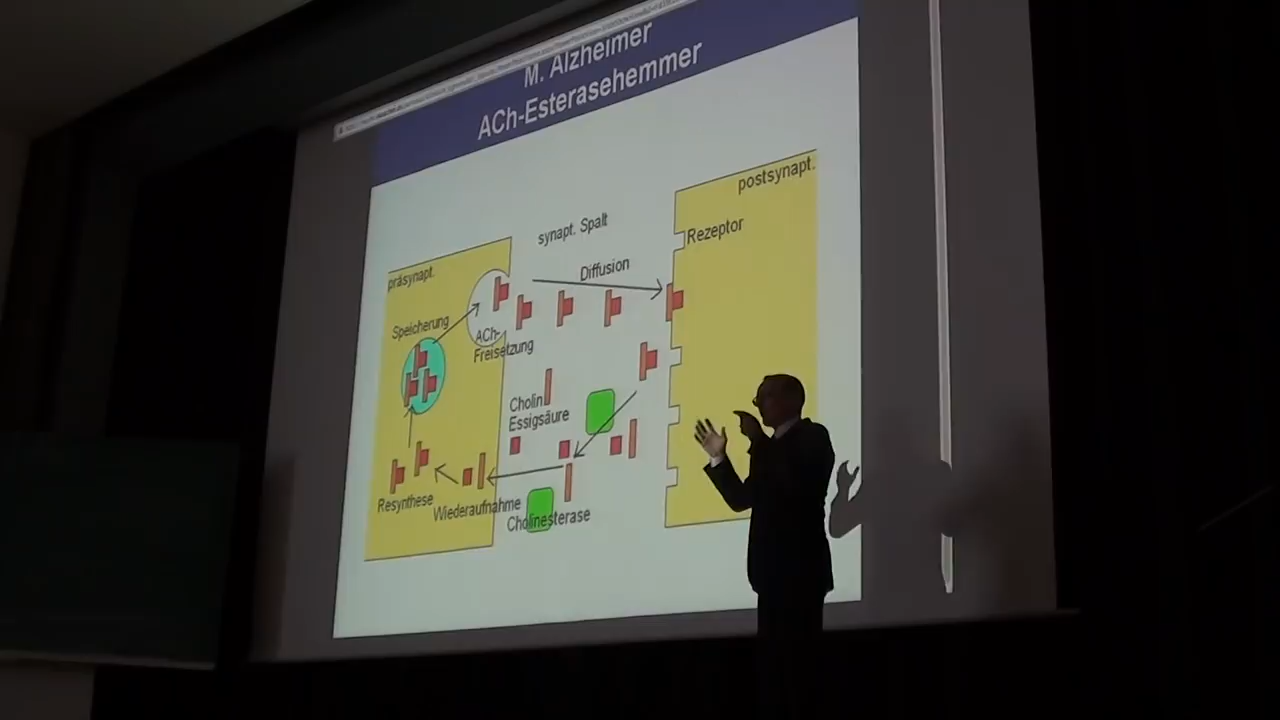 M. Alzheimer
ACh-Esterasehemmer
postsynapt.
synapt. Spalt
Rezeptor
Diffusion
präsynapt.
Speicherung
ACh-
Freisetzung
Cholin
Essigsäure
Resynthese
Wiederaufnahme
Cholinesterase